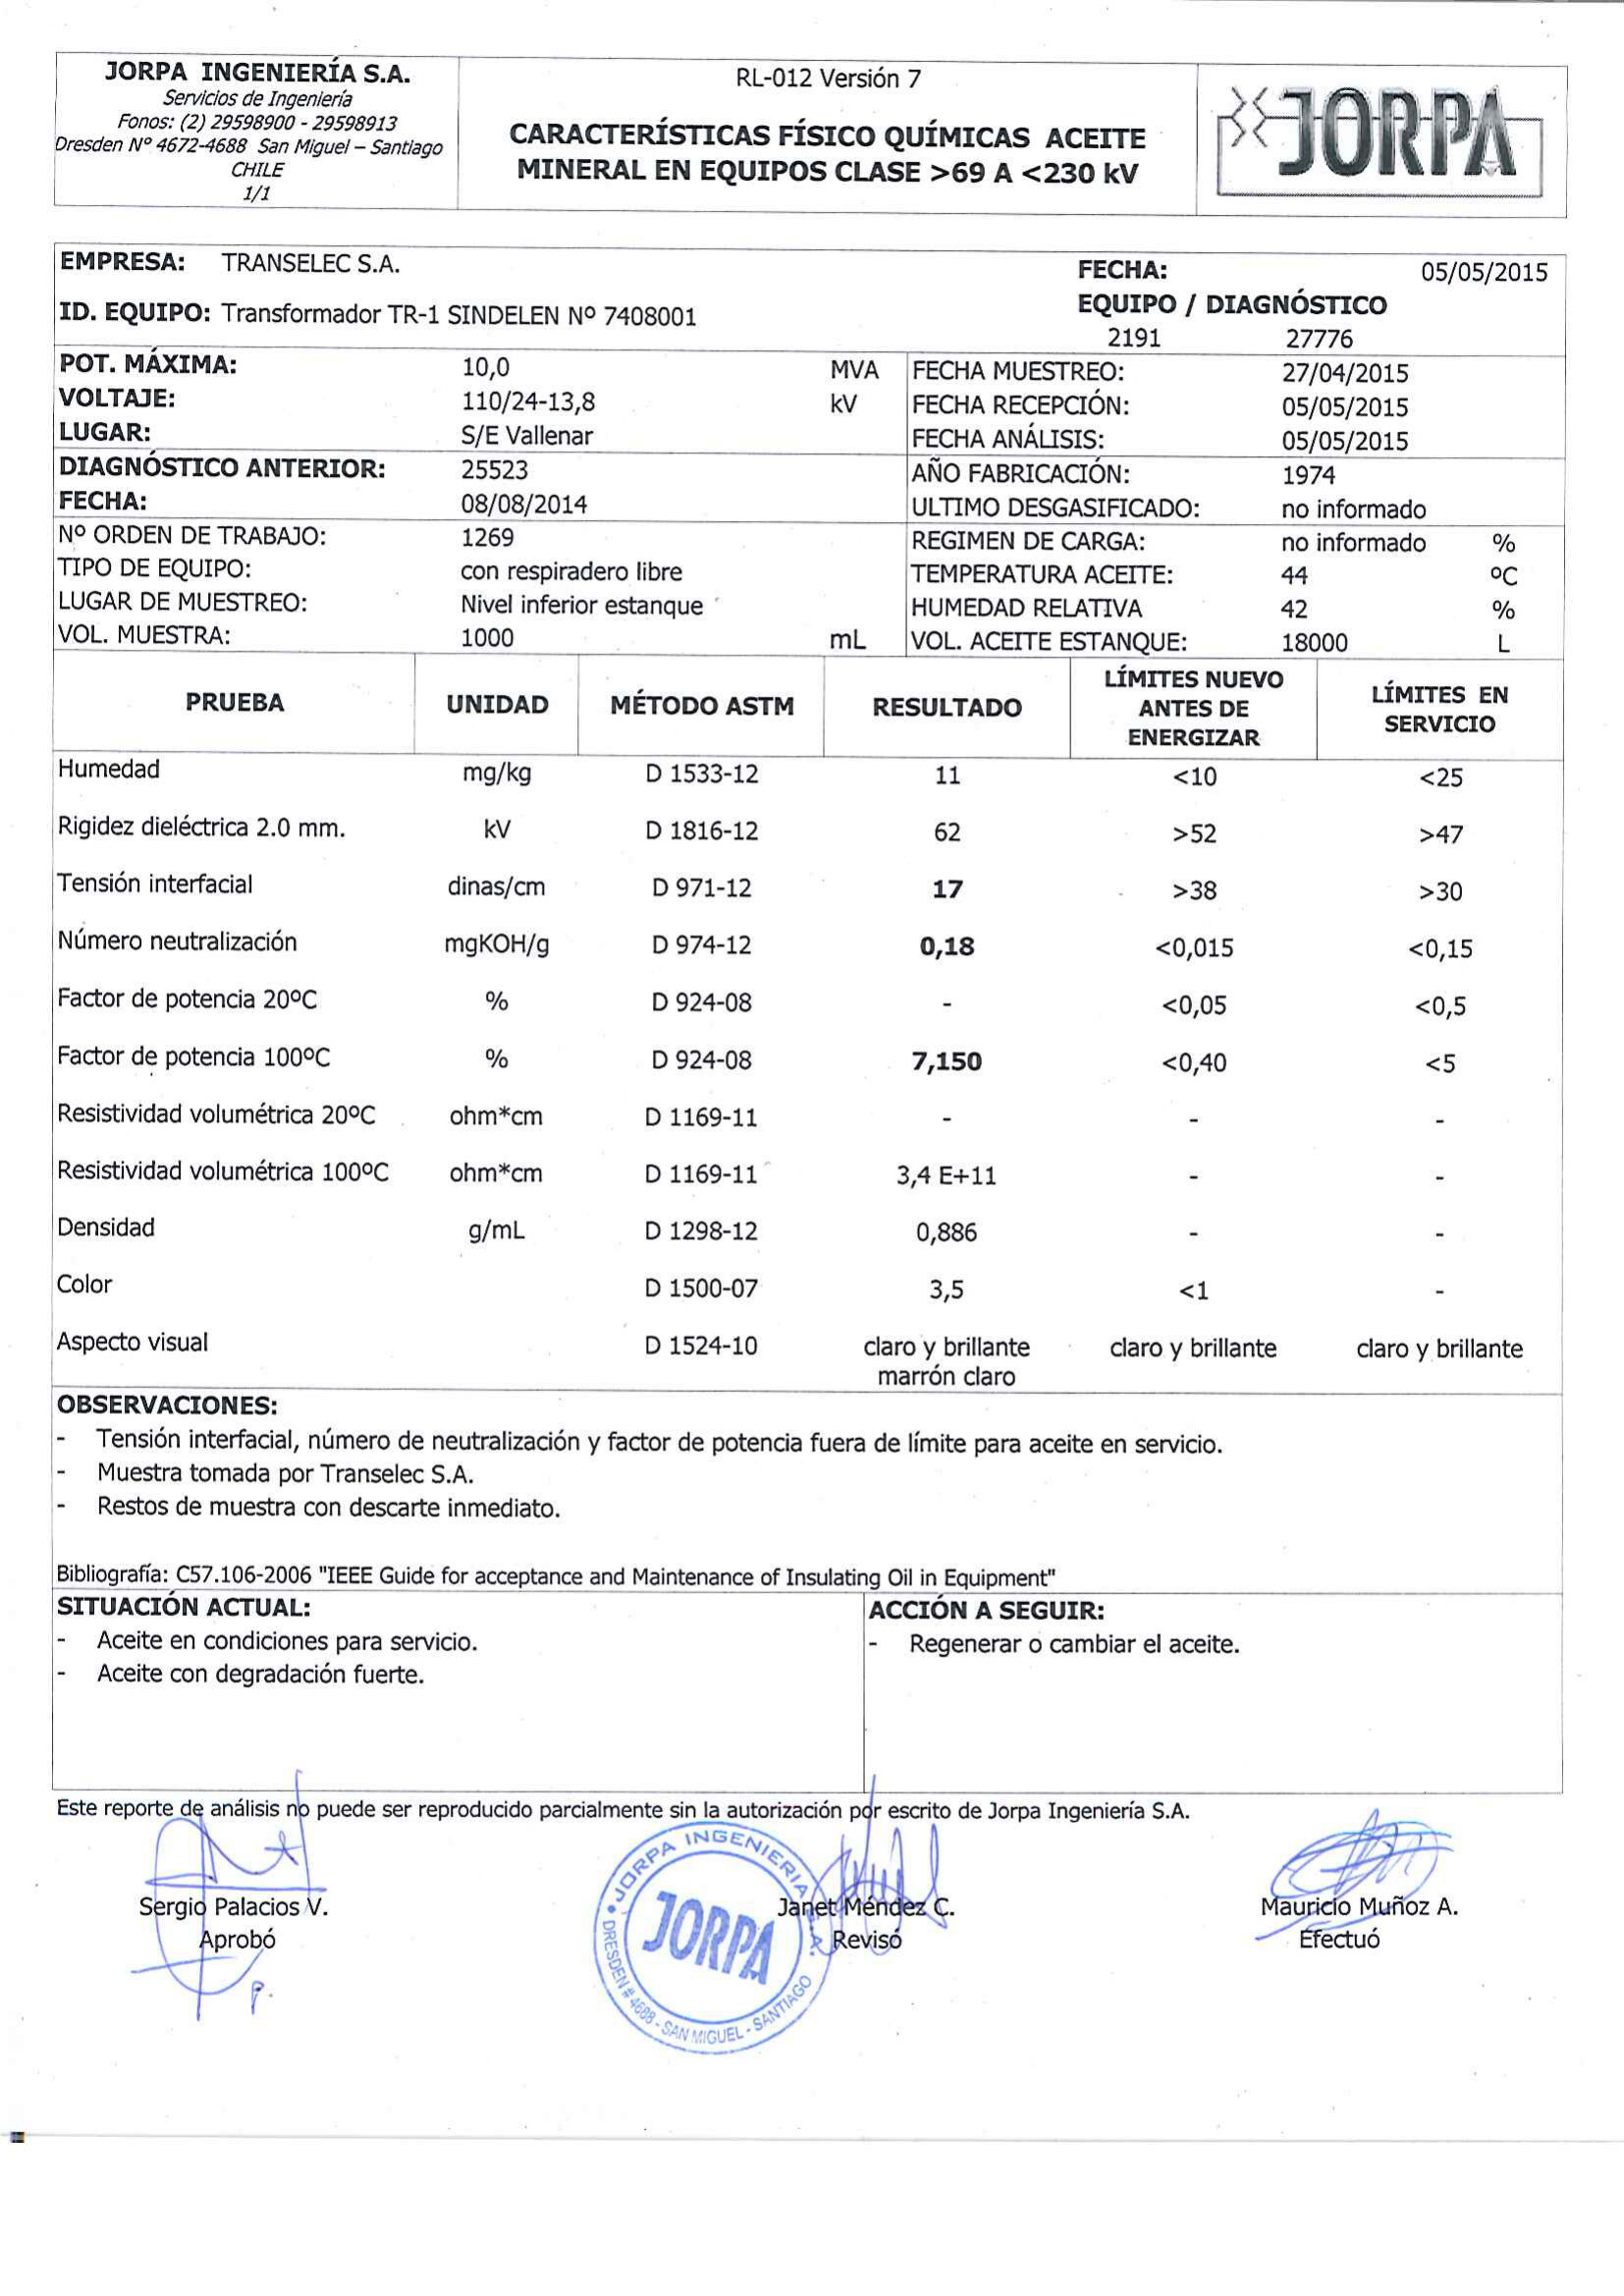 JORPA INGENIERÍA S.A.
Servicios de Ingeniería
Fonos: (2) 29598900 - 29598913
Dresden Nº 4672-4688 San Miguel – Santiago
CHILE
1/1
RL-012 Versión 7
CARACTERÍSTICAS FÍSICO QUÍMICAS ACEITE
MINERAL EN EQUIPOS CLASE >69 A <230 kV
JORPA
EMPRESA: TRANSELEC S.A.
FECHA: 05/05/2015
ID. EQUIPO: Transformador TR-1 SINDELEN Nº 7408001
EQUIPO / DIAGNÓSTICO
2191 27776
POT. MÁXIMA: 10,0 MVA FECHA MUESTREO: 27/04/2015
VOLTAJE: 110/24-13,8 kV FECHA RECEPCIÓN: 05/05/2015
LUGAR: S/E Vallenar FECHA ANÁLISIS: 05/05/2015
DIAGNÓSTICO ANTERIOR: 25523 AÑO FABRICACIÓN: 1974
FECHA: 08/08/2014 ULTIMO DESGASIFICADO: no informado
Nº ORDEN DE TRABAJO: 1269 REGIMEN DE CARGA: no informado %
TIPO DE EQUIPO: con respiradero libre TEMPERATURA ACEITE: 44 ºC
LUGAR DE MUESTREO: Nivel inferior estanque HUMEDAD RELATIVA 42 %
VOL. MUESTRA: 1000 mL VOL. ACEITE ESTANQUE: 18000 L
PRUEBA UNIDAD MÉTODO ASTM RESULTADO LÍMITES NUEVO ANTES DE ENERGIZAR LÍMITES EN SERVICIO
Humedad mg/kg D 1533-12 11 <10 <25
Rigidez dieléctrica 2.0 mm. kV D 1816-12 62 >52 >47
Tensión interfacial dinas/cm D 971-12 17 >38 >30
Número neutralización mgKOH/g D 974-12 0,18 <0,015 <0,15
Factor de potencia 20ºC % D 924-08 - <0,05 <0,5
Factor de potencia 100ºC % D 924-08 7,150 <0,40 <5
Resistividad volumétrica 20ºC ohm*cm D 1169-11 - - -
Resistividad volumétrica 100ºC ohm*cm D 1169-11 3,4 E+11 - -
Densidad g/mL D 1298-12 0,886 - -
Color D 1500-07 3,5 <1 -
Aspecto visual D 1524-10 claro y brillante claro y brillante claro y brillante
marrón claro
OBSERVACIONES:
- Tensión interfacial, número de neutralización y factor de potencia fuera de límite para aceite en servicio.
- Muestra tomada por Transelec S.A.
- Restos de muestra con descarte inmediato.
Bibliografía: C57.106-2006 "IEEE Guide for acceptance and Maintenance of Insulating Oil in Equipment"
SITUACIÓN ACTUAL:
- Aceite en condiciones para servicio.
- Aceite con degradación fuerte.
ACCIÓN A SEGUIR:
- Regenerar o cambiar el aceite.
Este reporte de análisis no puede ser reproducido parcialmente sin la autorización por escrito de Jorpa Ingeniería S.A.
Sergio Palacios V.
Aprobó
P.
JORPA INGENIERIA S.A.
JORPA
DRESDEN # 4688 - SAN MIGUEL - SANTIAGO
Janet Méndez C.
Revisó
Mauricio Muñoz A.
Efectuó